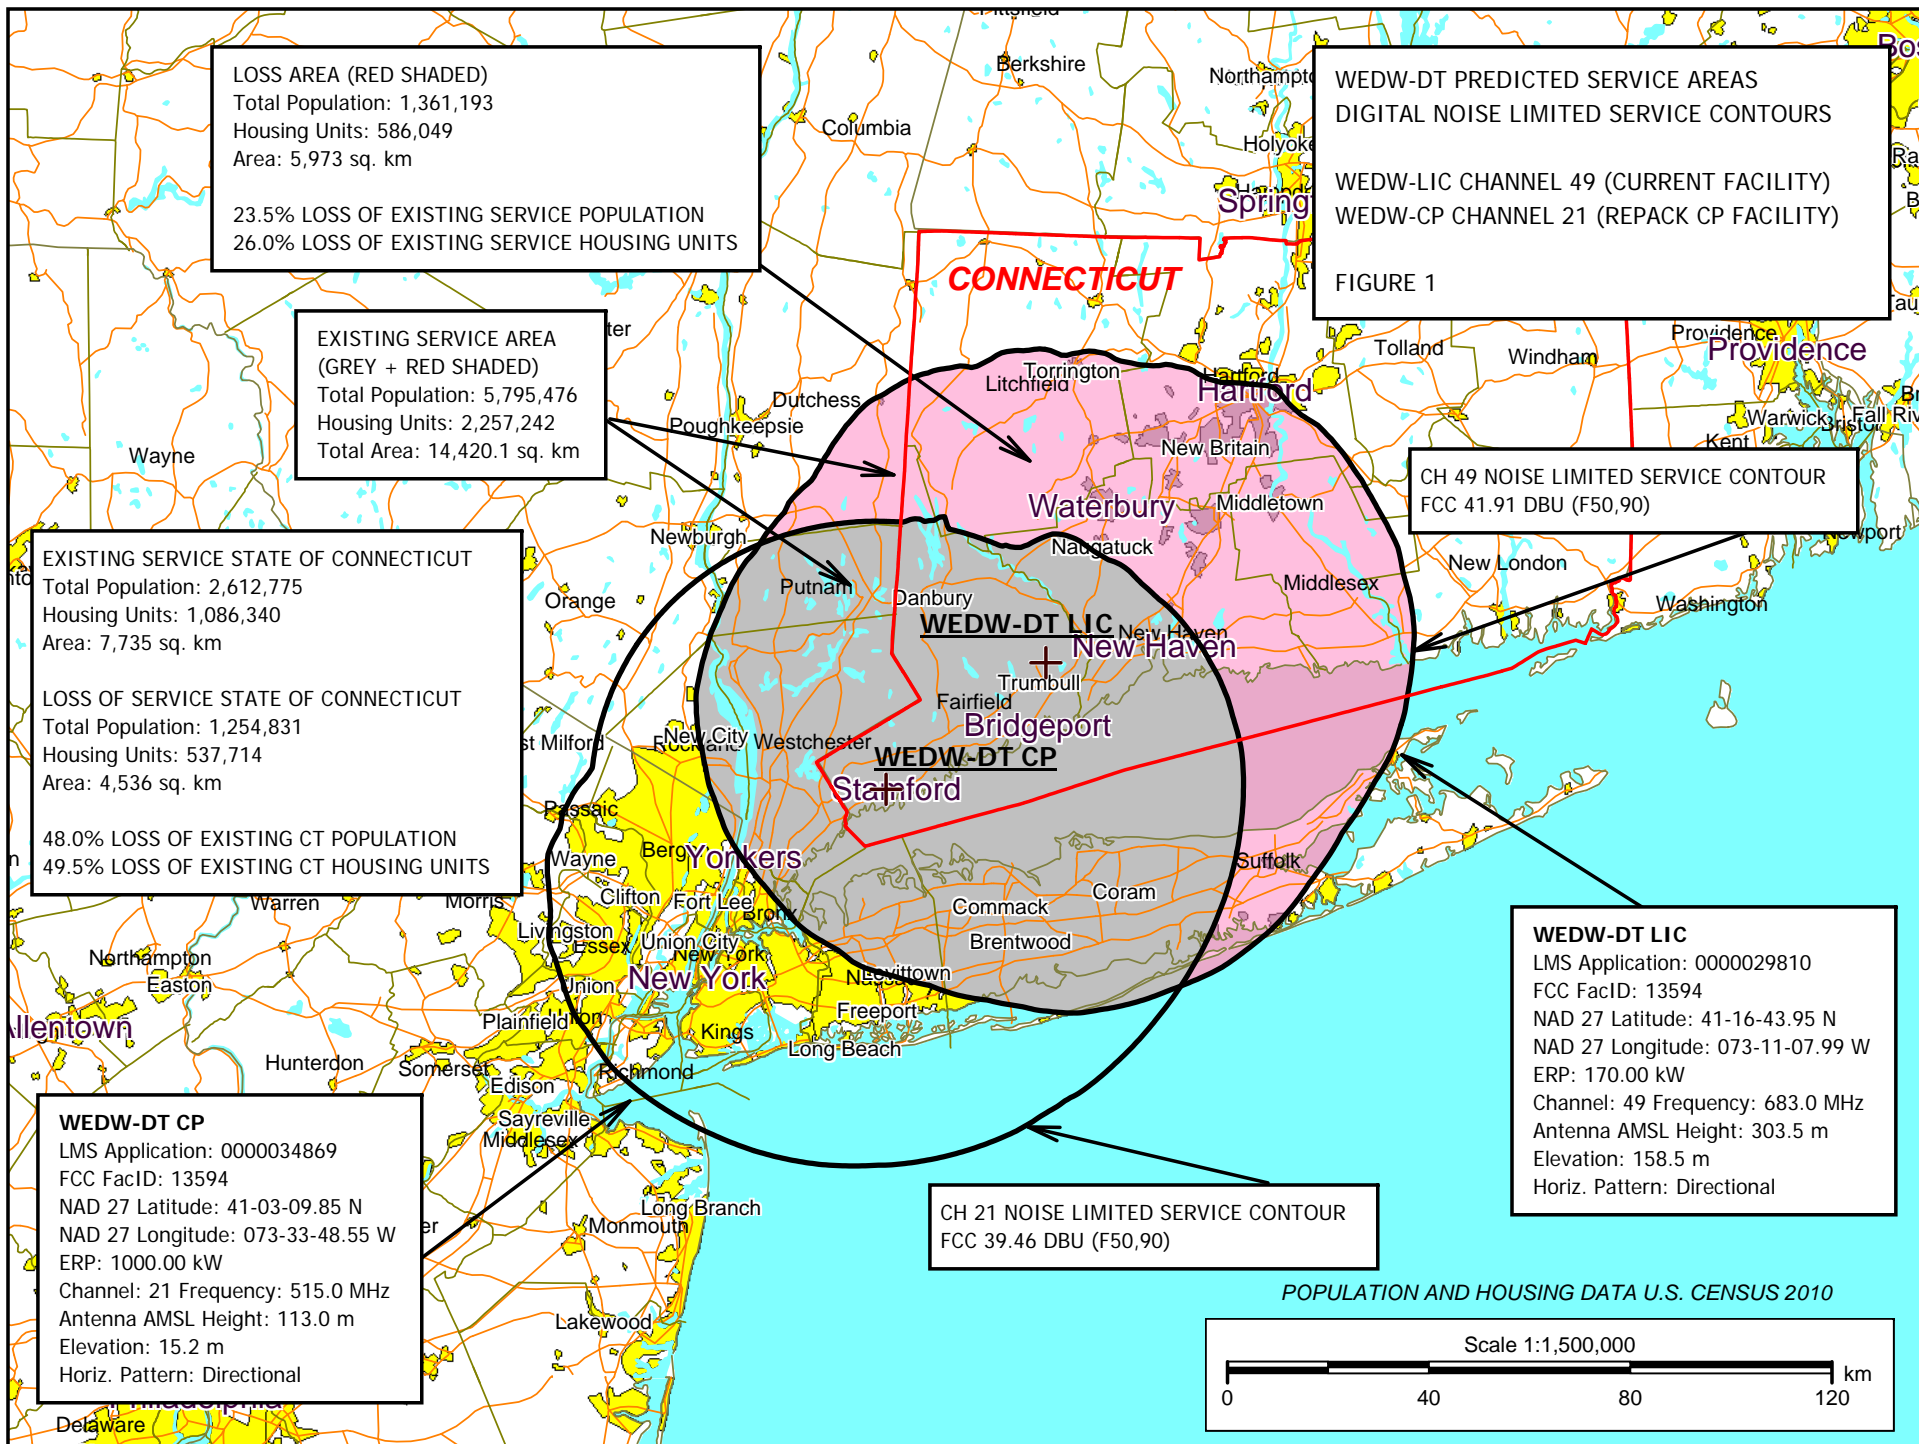 LOSS AREA (RED SHADED)
Total Population: 1,361,193
Housing Units: 586,049
Area: 5,973 sq. km
23.5% LOSS OF EXISTING SERVICE POPULATION
26.0% LOSS OF EXISTING SERVICE HOUSING UNITS
WEDW-DT PREDICTED SERVICE AREAS
DIGITAL NOISE LIMITED SERVICE CONTOURS
WEDW-LIC CHANNEL 49 (CURRENT FACILITY)
WEDW-CP CHANNEL 21 (REPACK CP FACILITY)
FIGURE 1
EXISTING SERVICE AREA
(GREY + RED SHADED)
Total Population: 5,795,476
Housing Units: 2,257,242
Total Area: 14,420.1 sq. km
CH 49 NOISE LIMITED SERVICE CONTOUR
FCC 41.91 DBU (F50,90)
EXISTING SERVICE STATE OF CONNECTICUT
Total Population: 2,612,775
Housing Units: 1,086,340
Area: 7,735 sq. km
LOSS OF SERVICE STATE OF CONNECTICUT
Total Population: 1,254,831
Housing Units: 537,714
Area: 4,536 sq. km
48.0% LOSS OF EXISTING CT POPULATION
49.5% LOSS OF EXISTING CT HOUSING UNITS
WEDW-DT LIC
LMS Application: 0000029810
FCC FacID: 13594
NAD 27 Latitude: 41-16-43.95 N
NAD 27 Longitude: 073-11-07.99 W
ERP: 170.00 kW
Channel: 49 Frequency: 683.0 MHz
Antenna AMSL Height: 303.5 m
Elevation: 158.5 m
Horiz. Pattern: Directional
WEDW-DT CP
LMS Application: 0000034869
FCC FacID: 13594
NAD 27 Latitude: 41-03-09.85 N
NAD 27 Longitude: 073-33-48.55 W
ERP: 1000.00 kW
Channel: 21 Frequency: 515.0 MHz
Antenna AMSL Height: 113.0 m
Elevation: 15.2 m
Horiz. Pattern: Directional
CH 21 NOISE LIMITED SERVICE CONTOUR
FCC 39.46 DBU (F50,90)
POPULATION AND HOUSING DATA U.S. CENSUS 2010
Scale 1:1,500,000
km
0 40 80 120
CONNECTICUT
Berkshire
Columbia
Torrington
Litchfield
Hartford
Hartford
Tolland
Windham
Providence
Providence
Warwick
Kent
Dutchess
Poughkeepsie
Wayne
New Britain
Waterbury
Middletown
Naugatuck
Newburgh
Putnam
Danbury
Middlesex
New London
Washington
Orange
WEDW-DT LIC
New Haven
New Haven
Trumbull
Fairfield
Bridgeport
New City
Westchester
WEDW-DT CP
Stamford
Passaic
Wayne
Yonkers
Suffolk
Clifton
Fort Lee
Bronx
Coram
Commack
Brentwood
Warren
Morris
Livingston
Essex
Union City
New York
New York
Levittown
Freeport
Northampton
Easton
Union
Plainfield
Kings
Long Beach
Hunterdon
Somerset
Edison
Richmond
Sayreville
Middlesex
Long Branch
Monmouth
Lakewood
Delaware